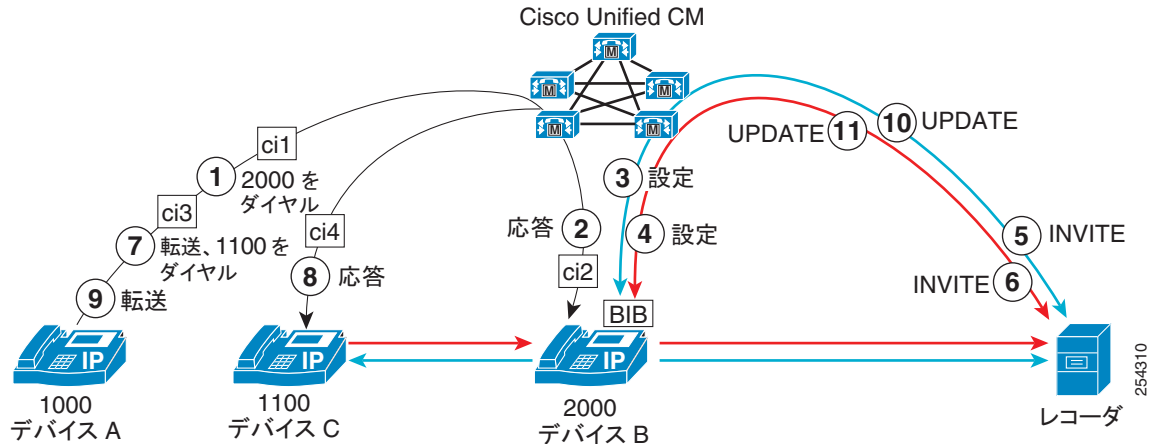 Cisco Unified CM
M
M
M
M
M
ci1
1
2000 を
ダイヤル
ci3
7
転送、1100 を
ダイヤル
9
転送
ci4
8
応答
応答
2
ci2
3
設定
4
設定
BIB
UPDATE
11
10
UPDATE
5
INVITE
INVITE
6
IP
IP
IP
1000
デバイス A
1100
デバイス C
2000
デバイス B
レコーダ
254310